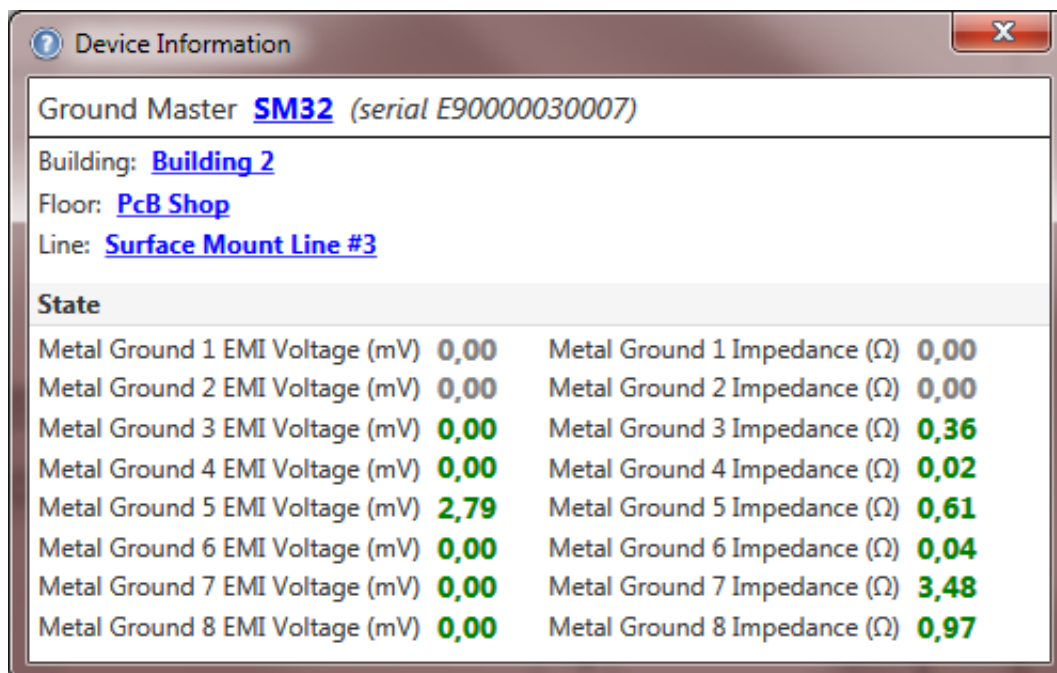 Device Information
Ground Master SM32 (serial E90000030007)
Building: Building 2
Floor: PcB Shop
Line: Surface Mount Line #3
State
Metal Ground 1 EMI Voltage (mV) 0,00 Metal Ground 1 Impedance (Ω) 0,00
Metal Ground 2 EMI Voltage (mV) 0,00 Metal Ground 2 Impedance (Ω) 0,00
Metal Ground 3 EMI Voltage (mV) 0,00 Metal Ground 3 Impedance (Ω) 0,36
Metal Ground 4 EMI Voltage (mV) 0,00 Metal Ground 4 Impedance (Ω) 0,02
Metal Ground 5 EMI Voltage (mV) 2,79 Metal Ground 5 Impedance (Ω) 0,61
Metal Ground 6 EMI Voltage (mV) 0,00 Metal Ground 6 Impedance (Ω) 0,04
Metal Ground 7 EMI Voltage (mV) 0,00 Metal Ground 7 Impedance (Ω) 3,48
Metal Ground 8 EMI Voltage (mV) 0,00 Metal Ground 8 Impedance (Ω) 0,97